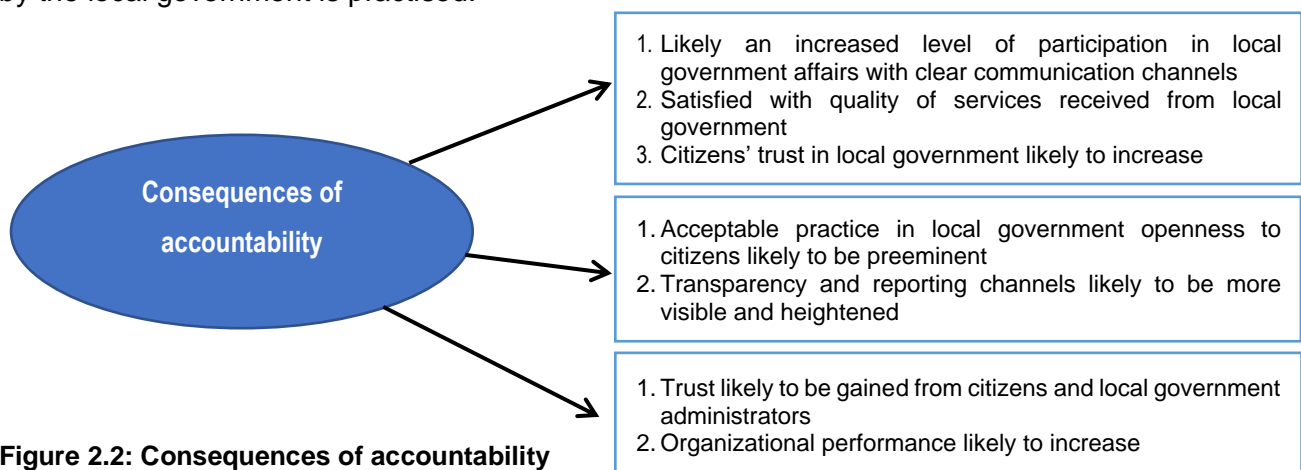 by the local government is practised.
Consequences of
accountability
1. Likely an increased level of participation in local
government affairs with clear communication channels
2. Satisfied with quality of services received from local
government
3. Citizens’ trust in local government likely to increase
1. Acceptable practice in local government openness to
citizens likely to be preeminent
2. Transparency and reporting channels likely to be more
visible and heightened
1. Trust likely to be gained from citizens and local government
administrators
2. Organizational performance likely to increase
Figure 2.2: Consequences of accountability